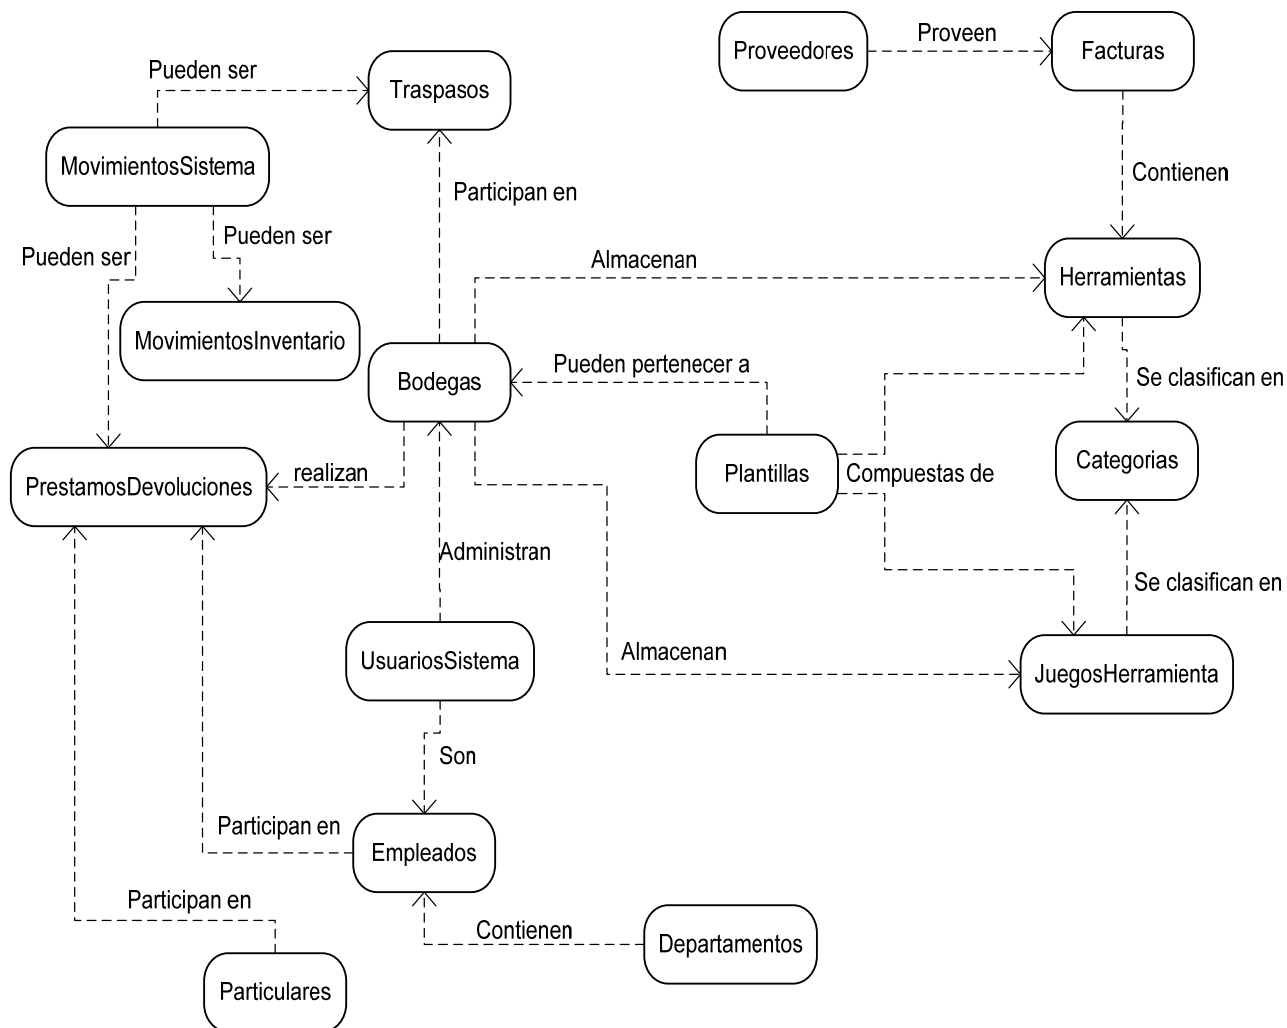 Proveedores
Proveen
Facturas
Pueden ser
Traspasos
MovimientosSistema
Participan en
Contienen
Pueden ser
Pueden ser
Almacenan
Herramientas
MovimientosInventario
Bodegas
Pueden pertenecer a
Se clasifican en
PrestamosDevoluciones
realizan
Plantillas
Compuestas de
Categorias
Administran
Se clasifican en
UsuariosSistema
Almacenan
JuegosHerramienta
Son
Participan en
Empleados
Participan en
Contienen
Departamentos
Particulares